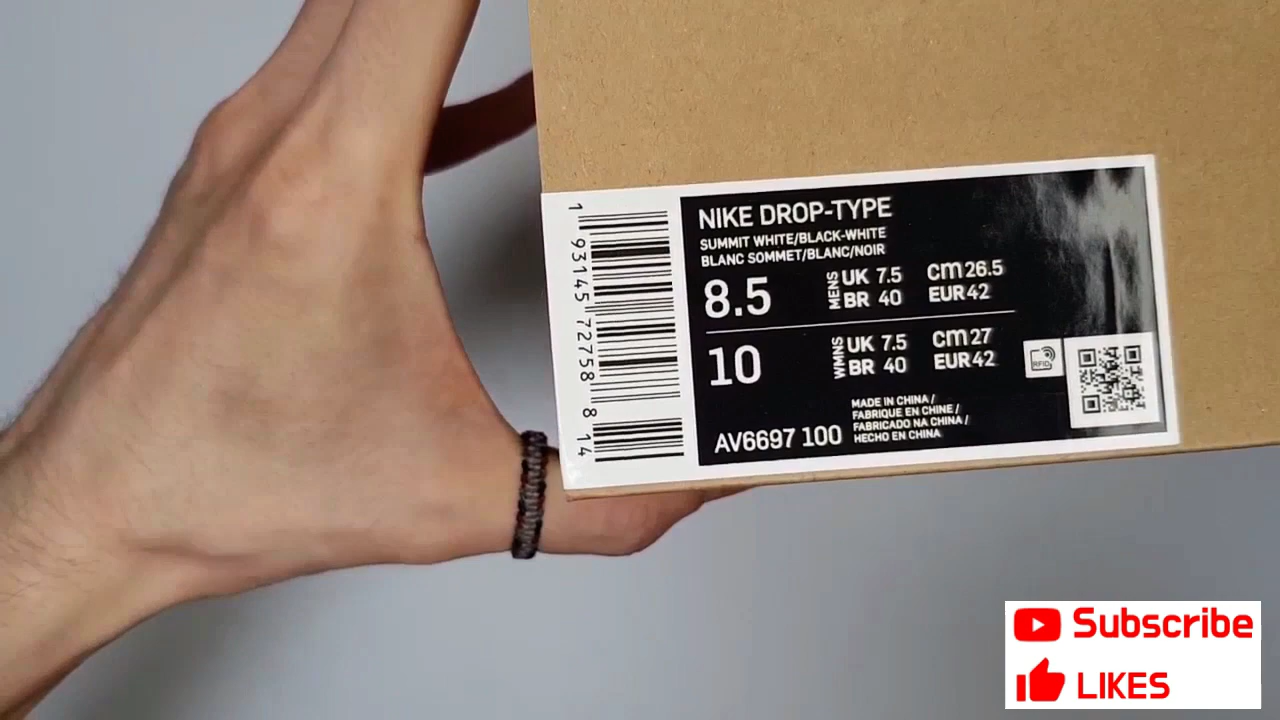 NIKE DROP-TYPE
SUMMIT WHITE/BLACK-WHITE
BLANC SOMMET/BLANC/NOIR
8.5 MENS UK 7.5 cm 26.5
BR 40 EUR 42
10 WMNS UK 7.5 cm 27
BR 40 EUR 42
RFID
MADE IN CHINA /
FABRIQUE EN CHINE /
FABRICADO NA CHINA /
HECHO EN CHINA
AV6697 100
1 93145 72758 8 14
Subscribe
LIKES